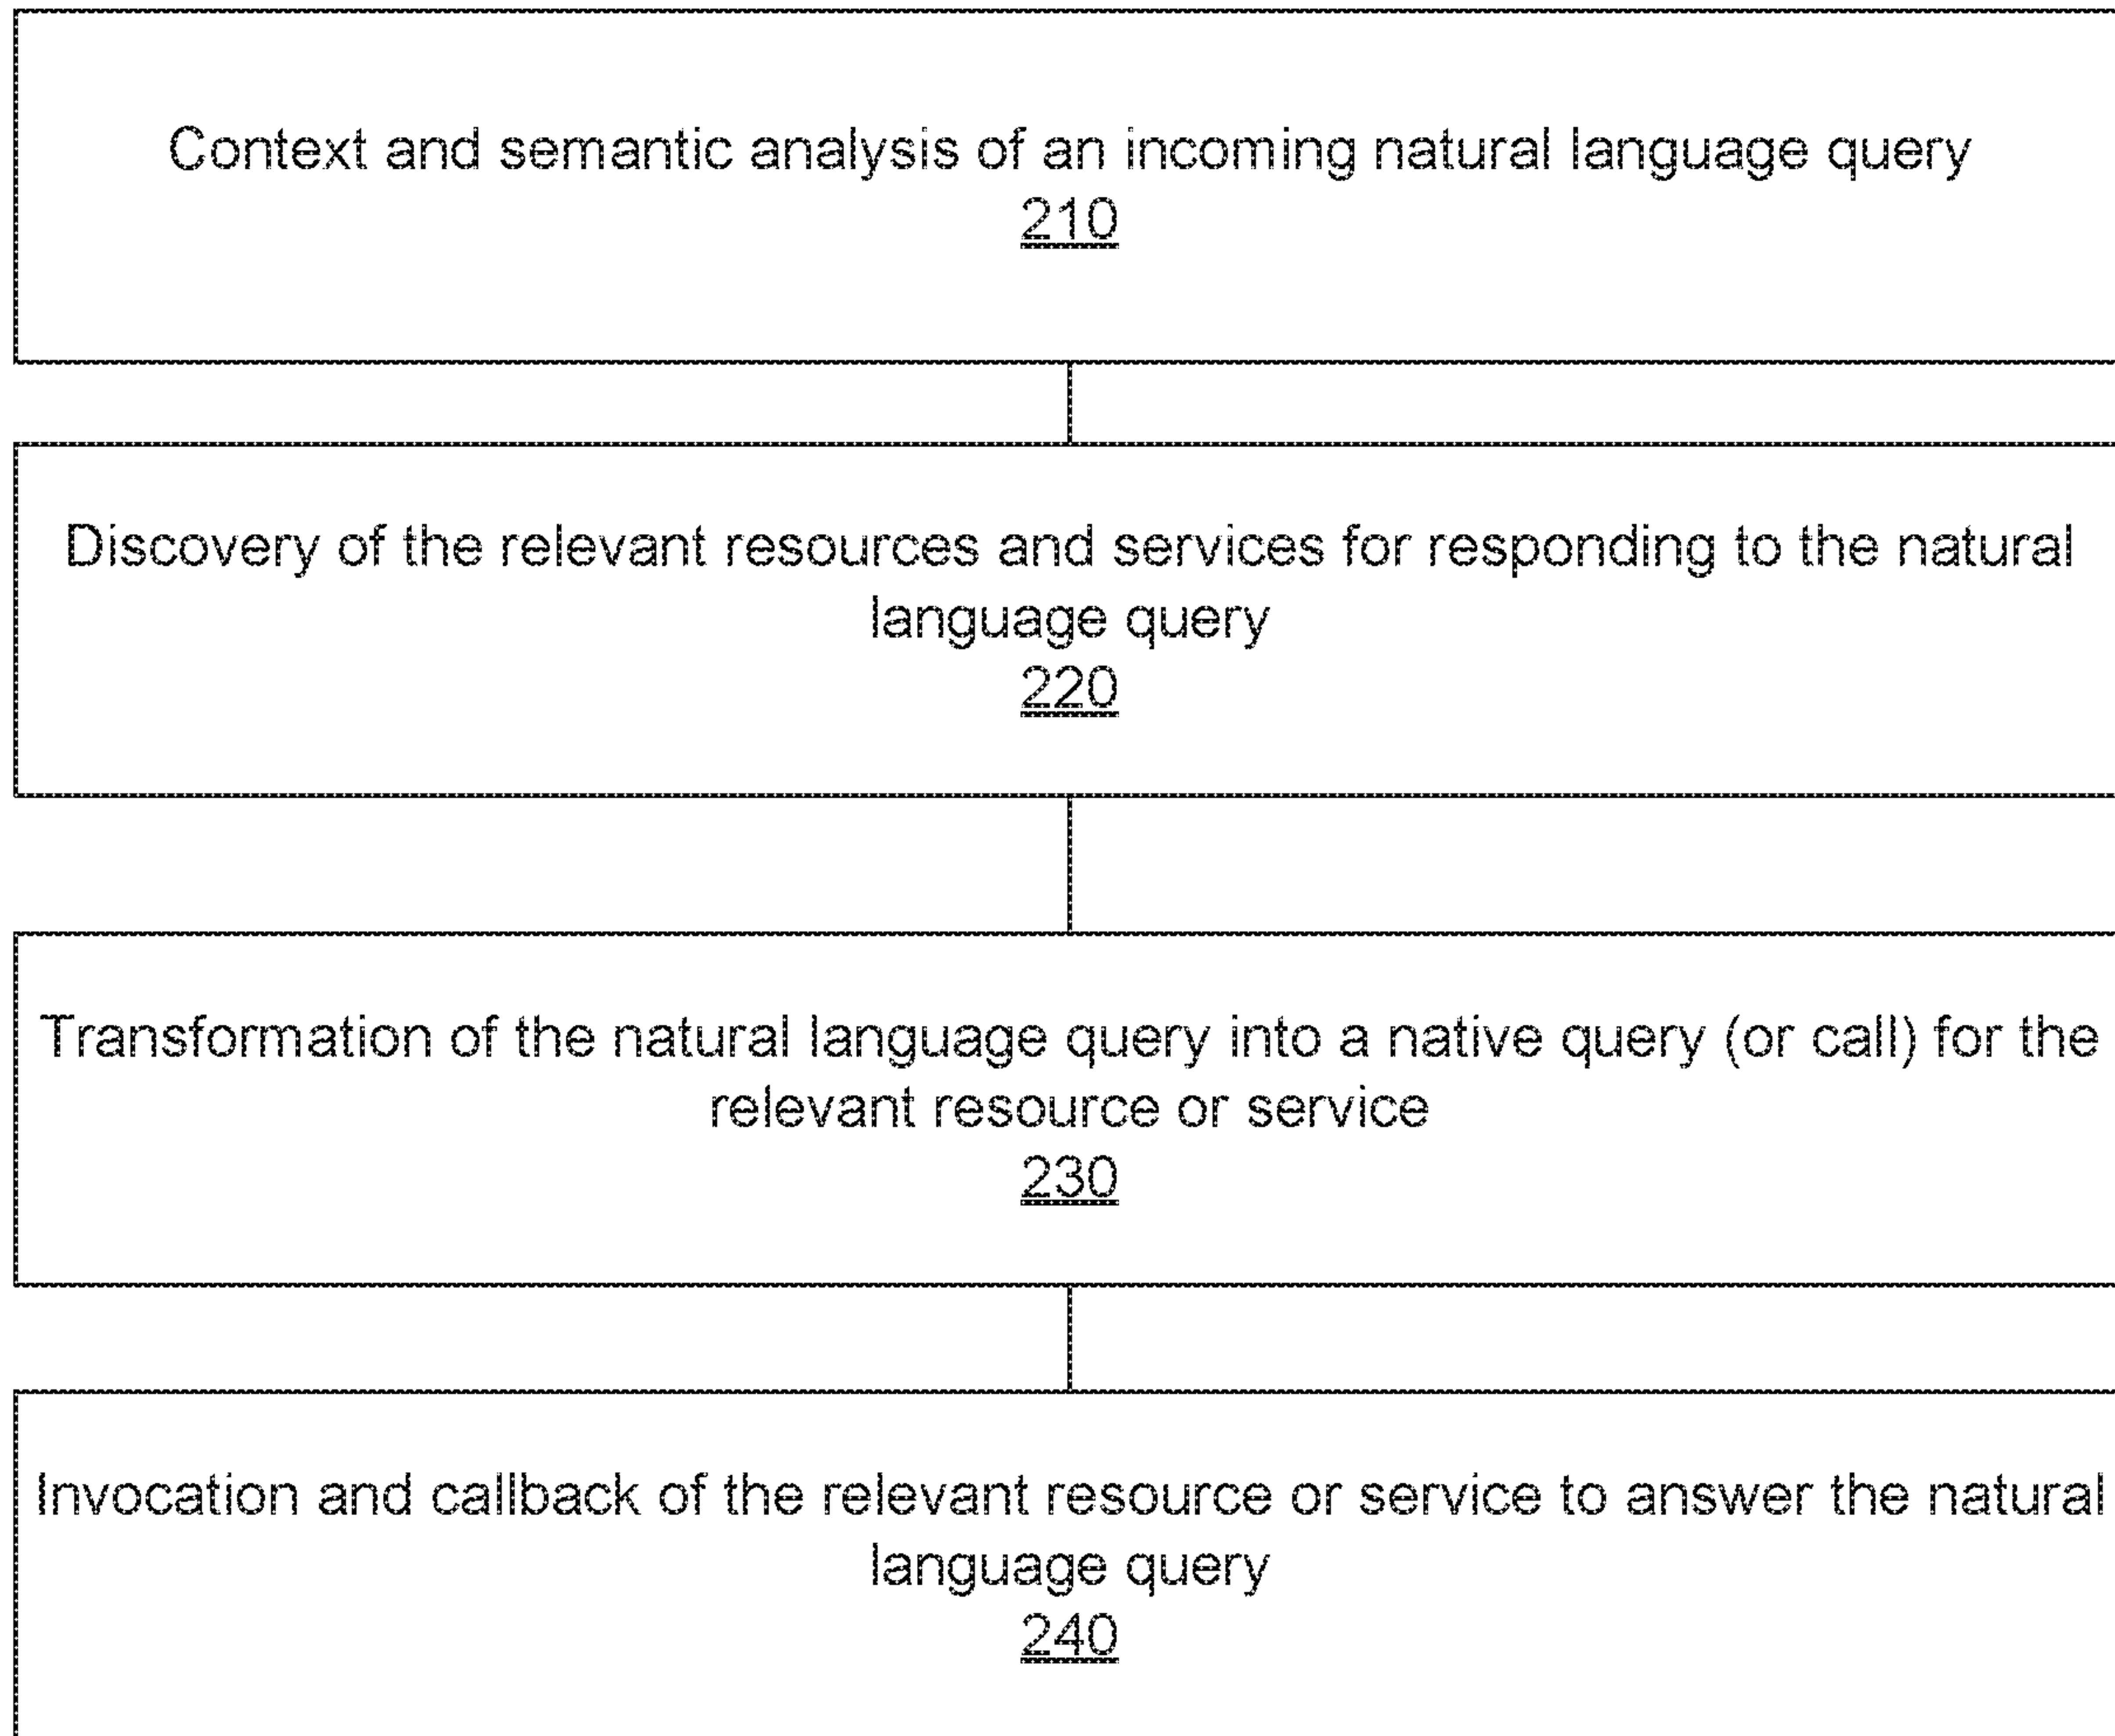 Context and semantic analysis of an incoming natural language query
210
Discovery of the relevant resources and services for responding to the natural
language query
220
Transformation of the natural language query into a native query (or call) for the
relevant resource or service
230
Invocation and callback of the relevant resource or service to answer the natural
language query
240